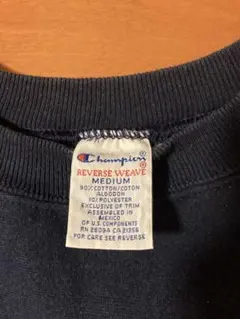 Champion®
REVERSE WEAVE®
MEDIUM
90% COTTON/COTON
ALGODON
10% POLYESTER
EXCLUSIVE OF TRIM
ASSEMBLED IN
MEXICO
OF U.S. COMPONENTS
RN 26094 CA 21356
FOR CARE SEE REVERSE